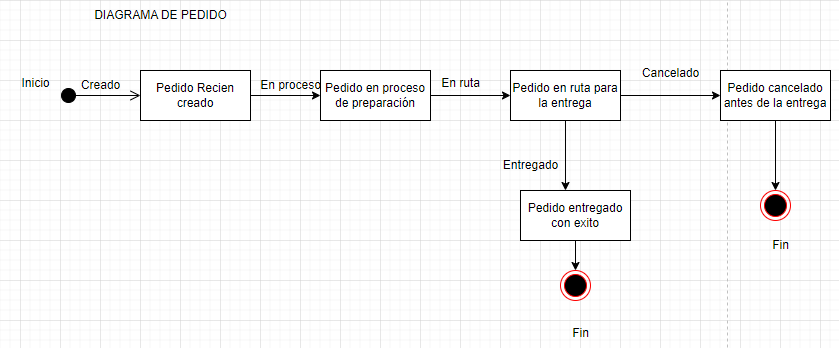 DIAGRAMA DE PEDIDO
Inicio
Creado
Pedido Recien
creado
En proceso
Pedido en proceso
de preparación
En ruta
Pedido en ruta para
la entrega
Cancelado
Pedido cancelado
antes de la entrega
Entregado
Pedido entregado
con exito
Fin
Fin